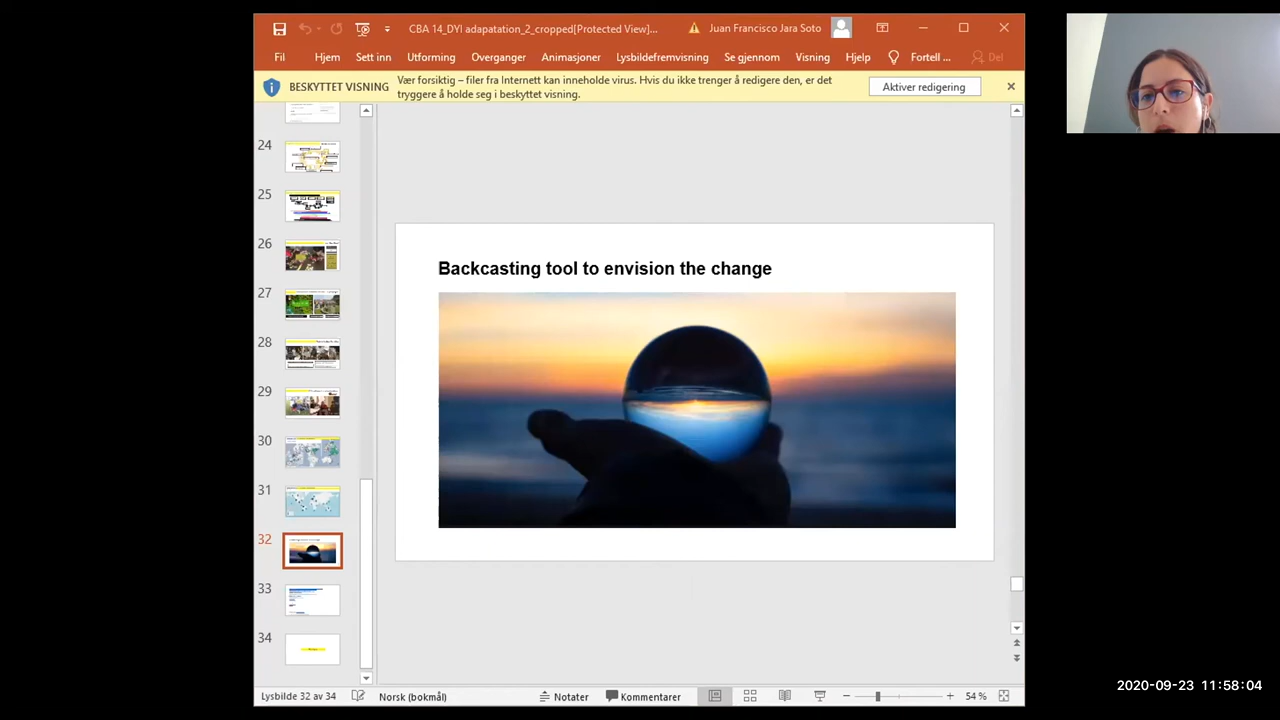 CBA 14_DYI adapatation_2_cropped[Protected View]...
Juan Francisco Jara Soto
Fil Hjem Sett inn Utforming Overganger Animasjoner Lysbildefremvisning Se gjennom Visning Hjelp Fortell ... Del
BESKYTTET VISNING
Vær forsiktig – filer fra Internett kan inneholde virus. Hvis du ikke trenger å redigere den, er det
tryggere å holde seg i beskyttet visning.
Aktiver redigering
24
25
26
27
28
29
30
31
32
33
34
Backcasting tool to envision the change
Lysbilde 32 av 34
Norsk (bokmål)
Notater
Kommentarer
54 %
2020-09-23 11:58:04